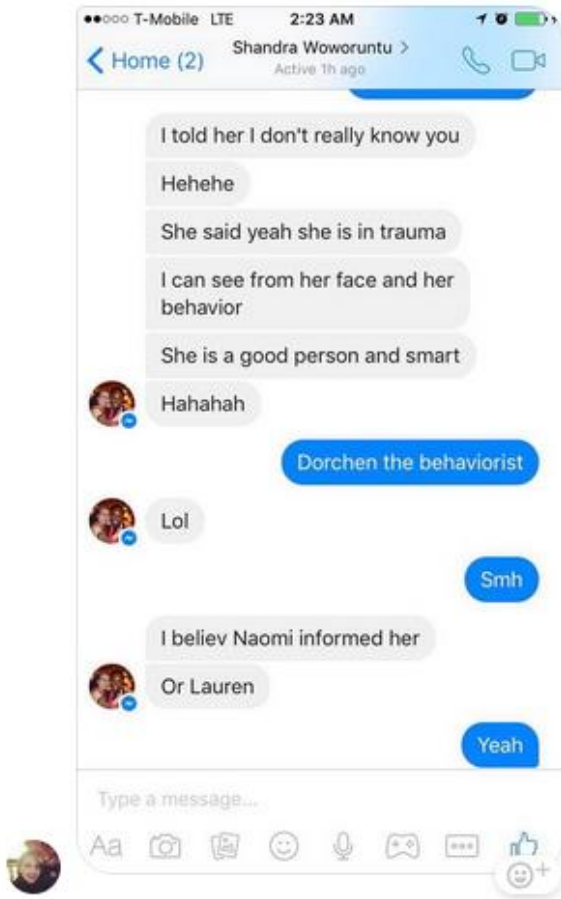 T-Mobile LTE 2:23 AM
Home (2) Shandra Woworuntu >
Active 1h ago
I told her I don't really know you
Hehehe
She said yeah she is in trauma
I can see from her face and her
behavior
She is a good person and smart
Hahahah
Dorchen the behaviorist
Lol
Smh
I believ Naomi informed her
Or Lauren
Yeah
Type a message...
Aa